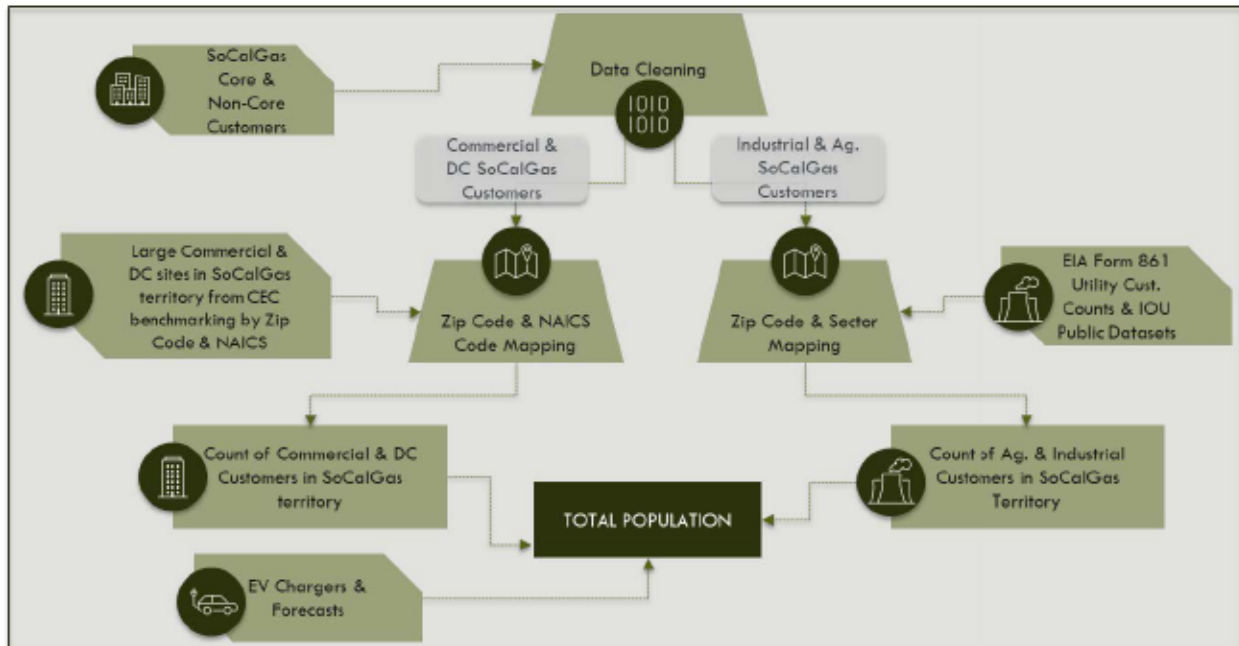 SoCalGas
Core &
Non-Core
Customers
Data Cleaning
1010
1010
Commercial &
DC SoCalGas
Customers
Industrial & Ag.
SoCalGas
Customers
Large Commercial &
DC sites in SoCalGas
territory from CEC
benchmarking by Zip
Code & NAICS
Zip Code & NAICS
Code Mapping
Zip Code & Sector
Mapping
EIA Form 861
Utility Cust.
Counts & IOU
Public Datasets
Count of Commercial & DC
Customers in SoCalGas
territory
Count of Ag. & Industrial
Customers in SoCalGas
Territory
TOTAL POPULATION
EV Chargers &
Forecasts